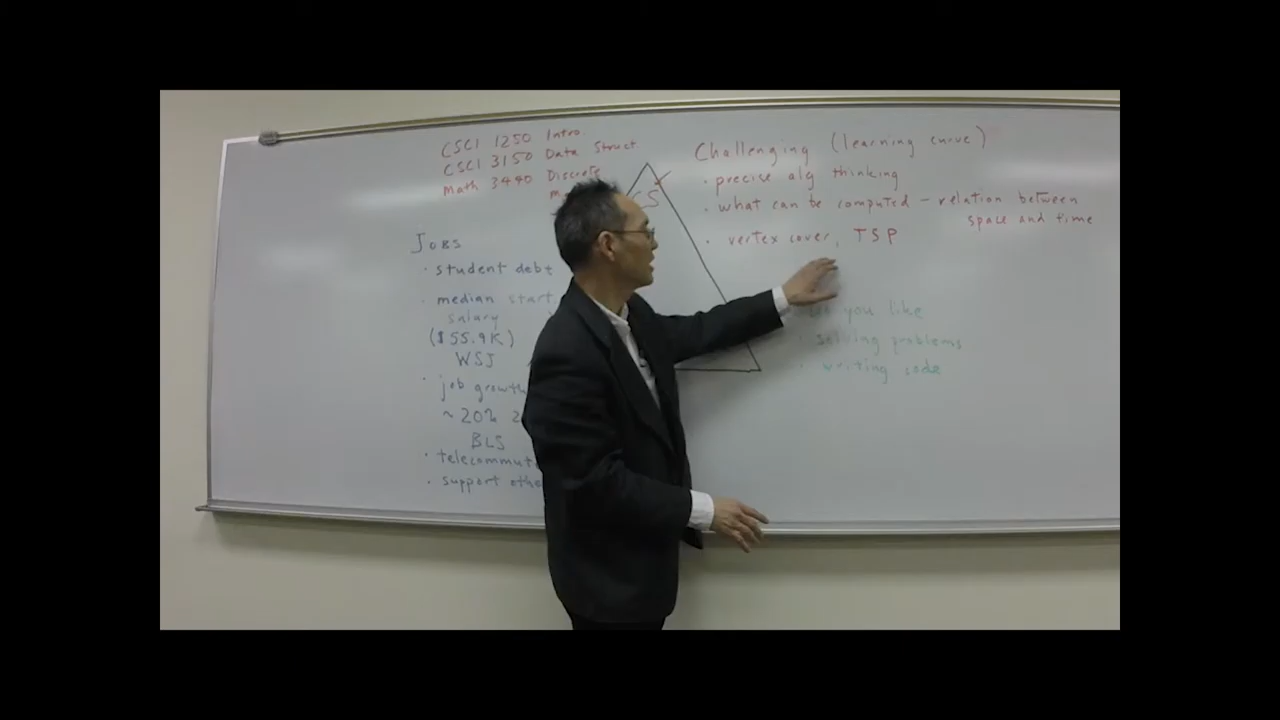 CSCI 1250 Intro
CSCI 3150 Data Struct
Math 3440 Discrete
CS
JOBS
· student debt
· median start
salary
($55.9K)
WSJ
· job growth
~ 20% 2
BLS
· telecommut
· support othe
Challenging (learning curve)
· precise alg thinking
· what can be computed - relation between
space and time
· vertex cover, TSP
you like
· solving problems
· writing code